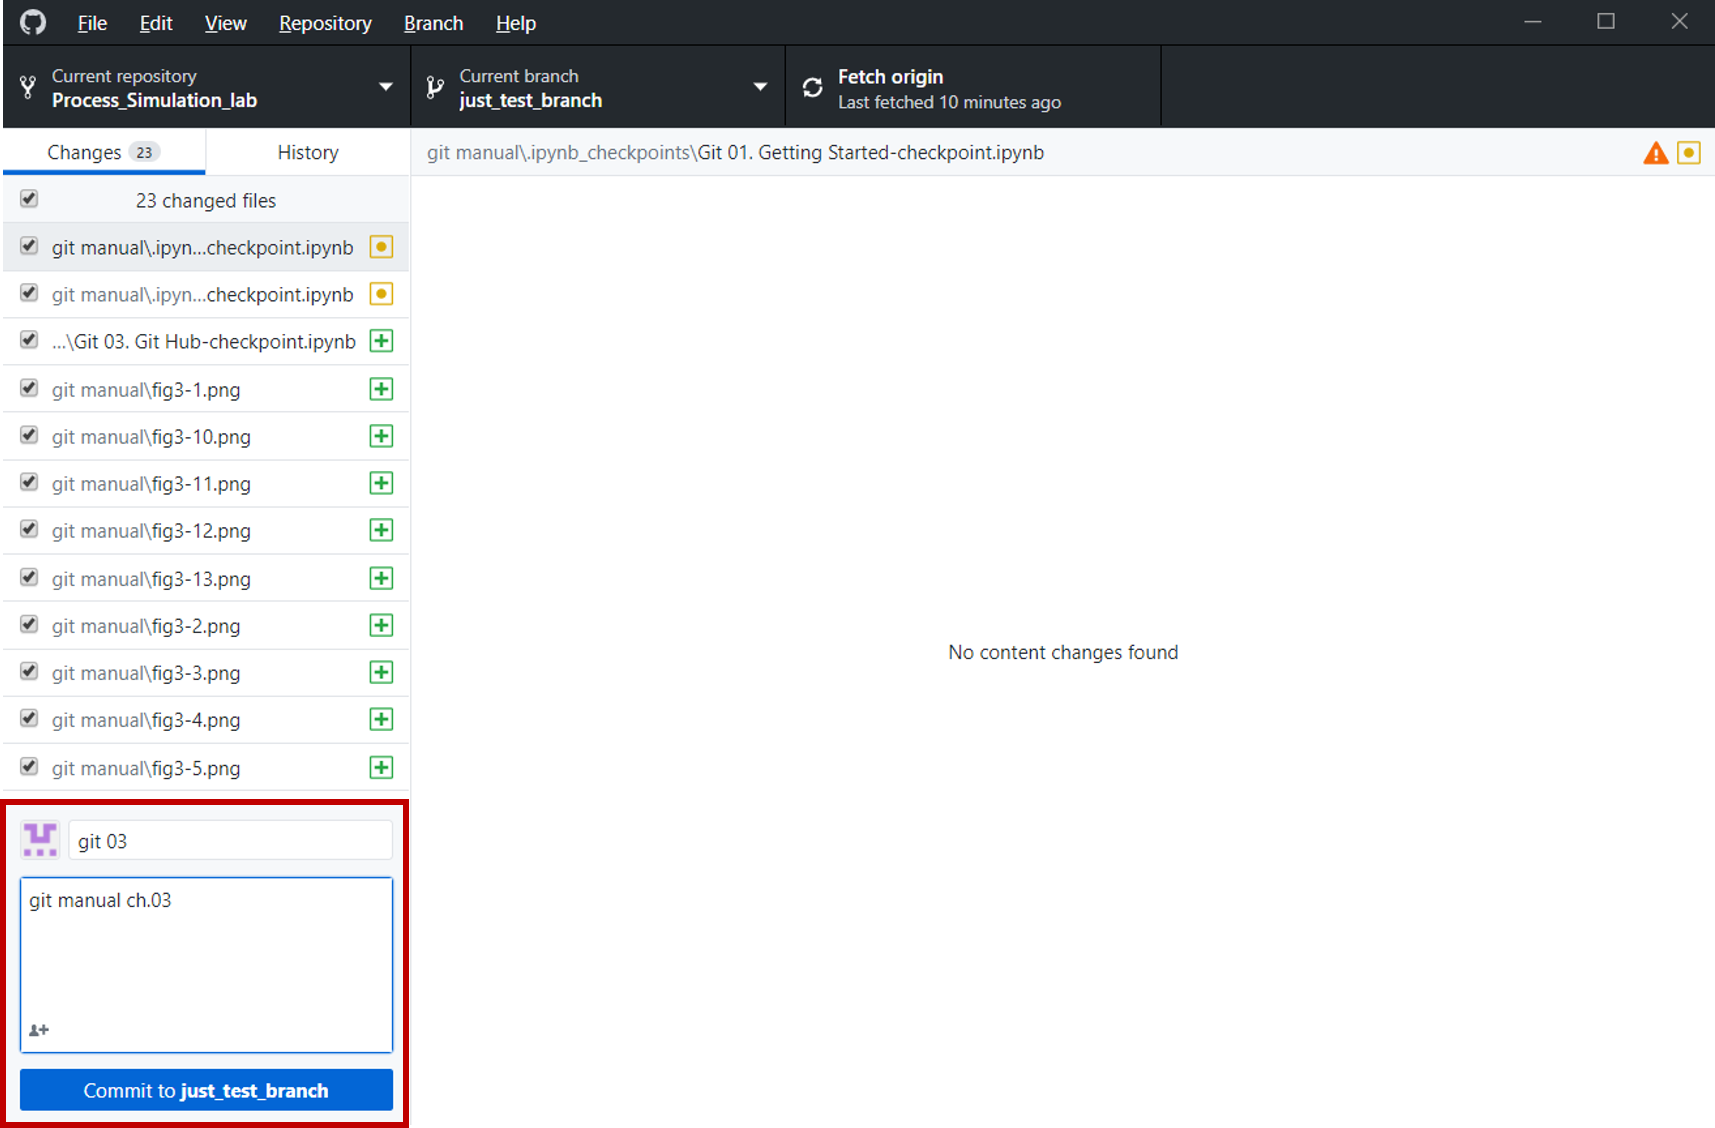 File Edit View Repository Branch Help
Current repository
Process_Simulation_lab
Current branch
just_test_branch
Fetch origin
Last fetched 10 minutes ago
Changes 23
History
git manual\.ipynb_checkpoints\Git 01. Getting Started-checkpoint.ipynb
23 changed files
git manual\.ipyn...checkpoint.ipynb
git manual\.ipyn...checkpoint.ipynb
...\Git 03. Git Hub-checkpoint.ipynb
git manual\fig3-1.png
git manual\fig3-10.png
git manual\fig3-11.png
git manual\fig3-12.png
git manual\fig3-13.png
git manual\fig3-2.png
git manual\fig3-3.png
git manual\fig3-4.png
git manual\fig3-5.png
No content changes found
git 03
git manual ch.03
Commit to just_test_branch